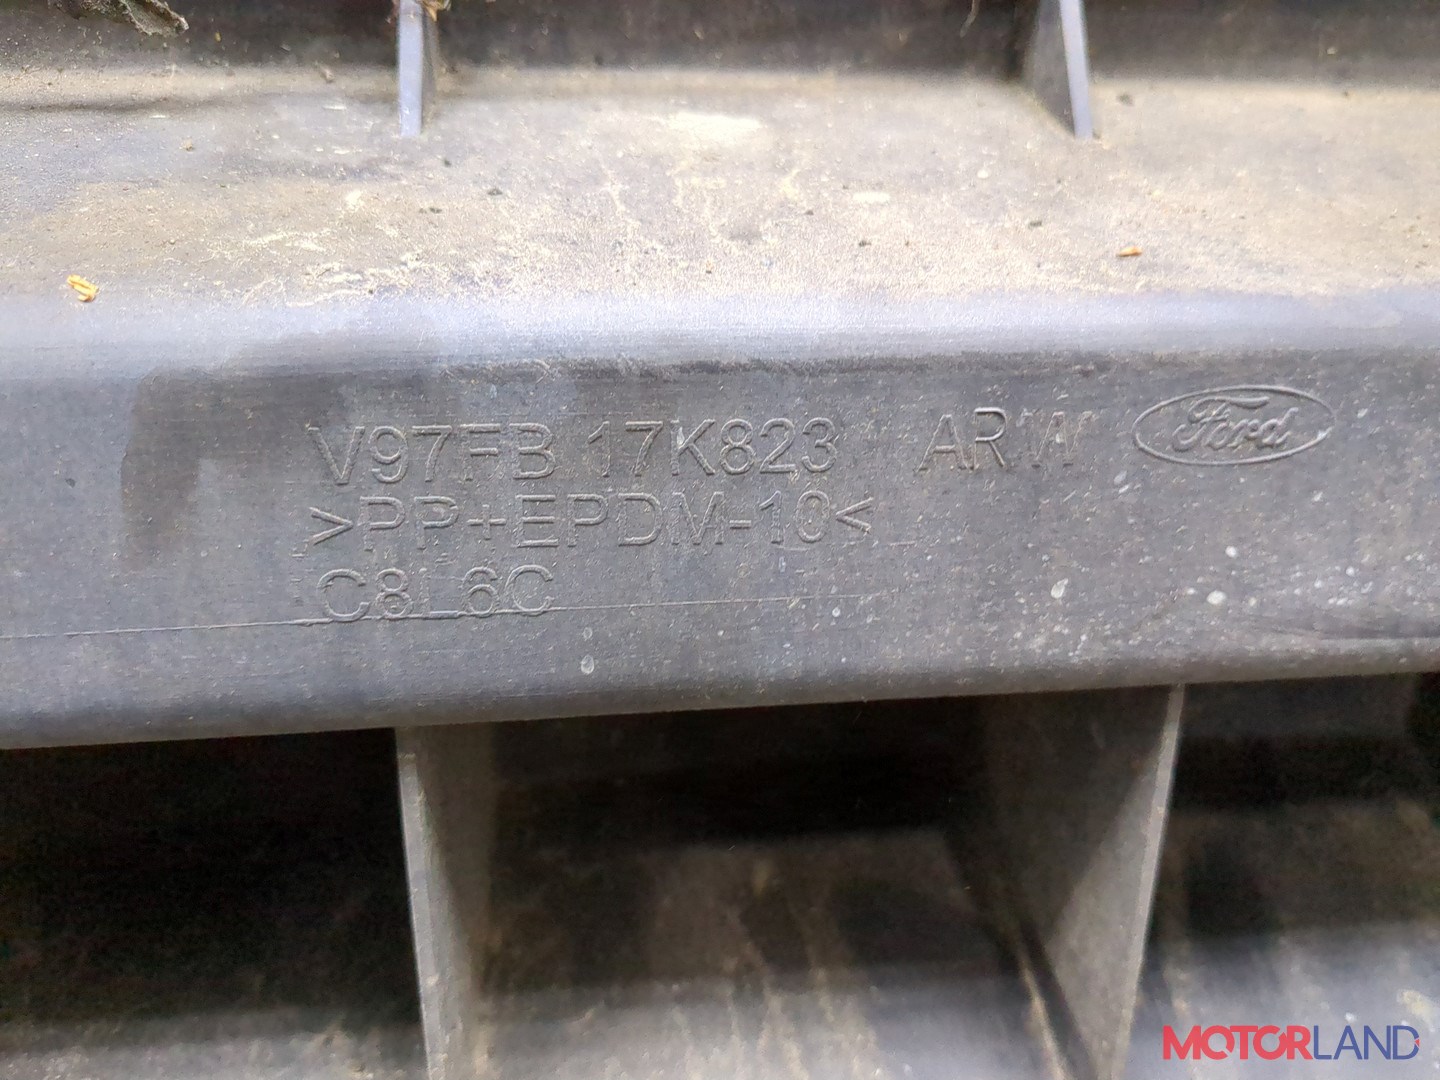 V97FB 17K823 ARW Ford
>PP+EPDM-10<
C8L6C
MOTORLAND